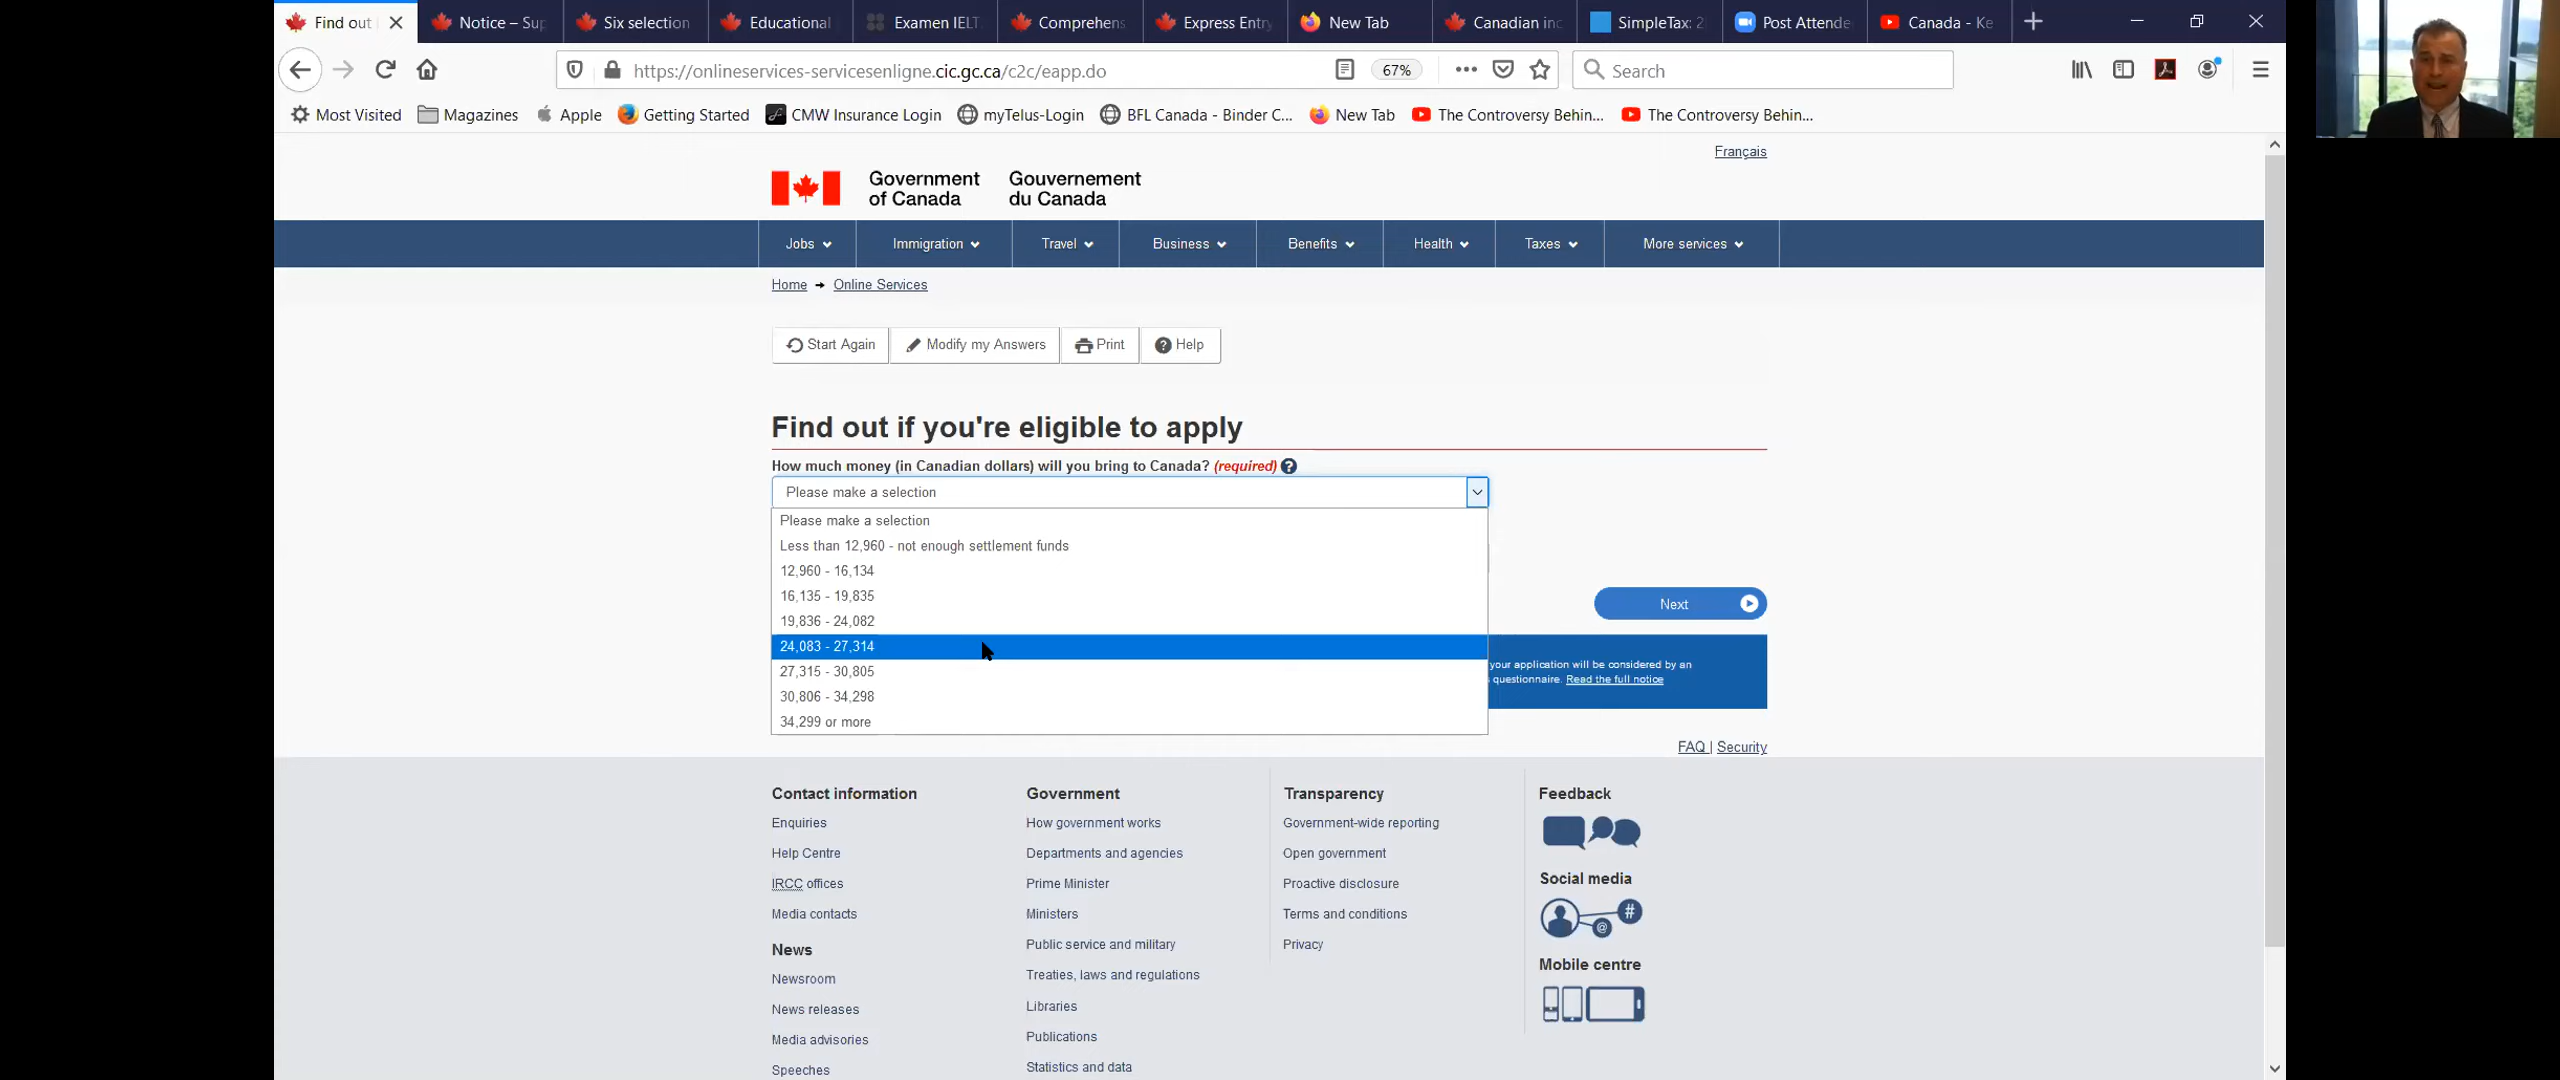 Find out
Notice – Sup
Six selection
Educational
Examen IELT
Comprehens
Express Entry
New Tab
Canadian inc
SimpleTax: 2
Post Attende
Canada - Ke
https://onlineservices-servicesenligne.cic.gc.ca/c2c/eapp.do
67%
Search
Most Visited
Magazines
Apple
Getting Started
CMW Insurance Login
myTelus-Login
BFL Canada - Binder C...
New Tab
The Controversy Behin...
The Controversy Behin...
Français
Government of Canada
Gouvernement du Canada
Jobs
Immigration
Travel
Business
Benefits
Health
Taxes
More services
Home
Online Services
Start Again
Modify my Answers
Print
Help
Find out if you're eligible to apply
How much money (in Canadian dollars) will you bring to Canada? (required)
Please make a selection
Please make a selection
Less than 12,960 - not enough settlement funds
12,960 - 16,134
16,135 - 19,835
19,836 - 24,082
24,083 - 27,314
27,315 - 30,805
30,806 - 34,298
34,299 or more
Next
your application will be considered by an
questionnaire. Read the full notice
FAQ | Security
Contact information
Enquiries
Help Centre
IRCC offices
Media contacts
News
Newsroom
News releases
Media advisories
Speeches
Government
How government works
Departments and agencies
Prime Minister
Ministers
Public service and military
Treaties, laws and regulations
Libraries
Publications
Statistics and data
Transparency
Government-wide reporting
Open government
Proactive disclosure
Terms and conditions
Privacy
Feedback
Social media
Mobile centre